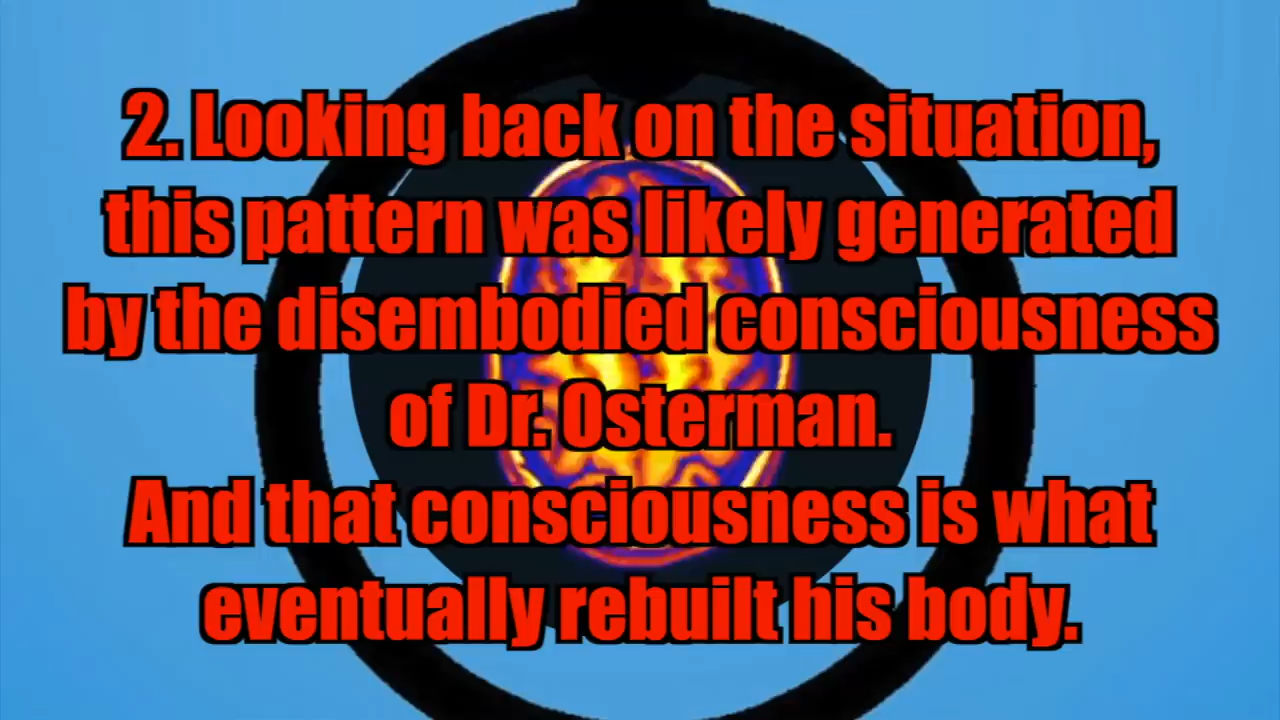 2. Looking back on the situation,
this pattern was likely generated
by the disembodied consciousness
of Dr. Osterman.
And that consciousness is what
eventually rebuilt his body.